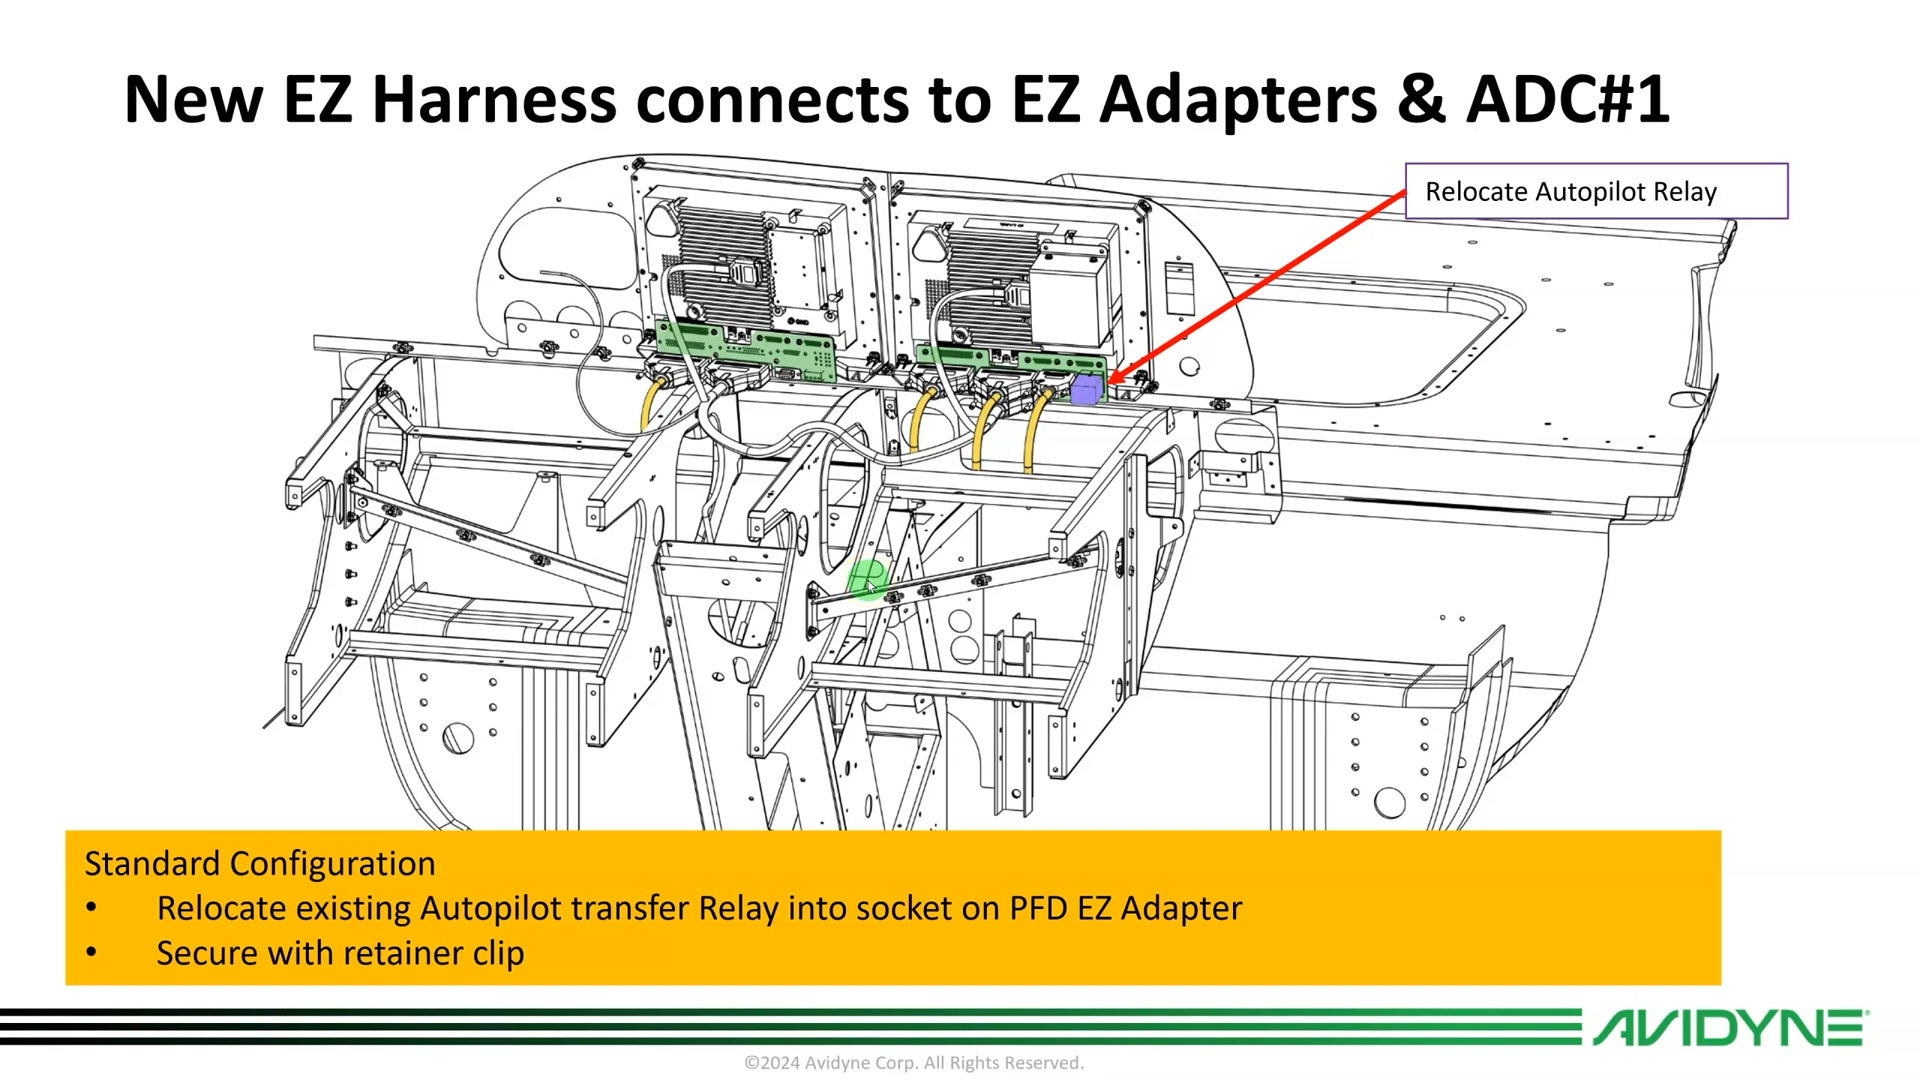 New EZ Harness connects to EZ Adapters & ADC#1
Relocate Autopilot Relay
Standard Configuration
• Relocate existing Autopilot transfer Relay into socket on PFD EZ Adapter
• Secure with retainer clip
AVIDYNE®
©2024 Avidyne Corp. All Rights Reserved.